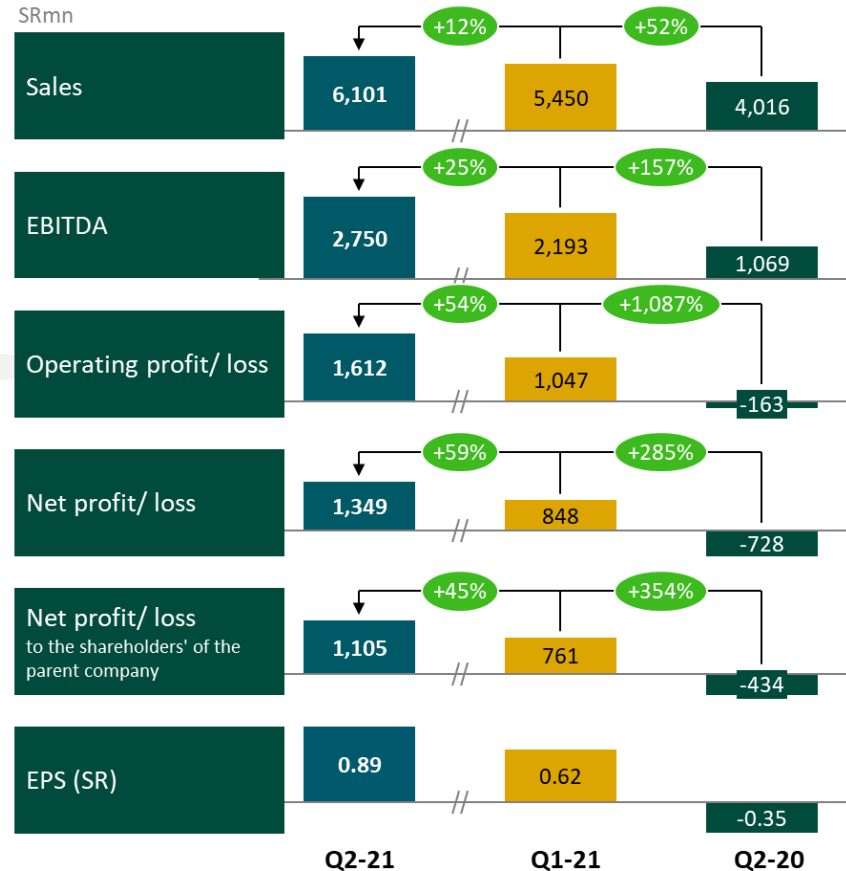 SRmn
+12%
+52%
Sales
6,101
5,450
4,016
+25%
+157%
EBITDA
2,750
2,193
1,069
+54%
+1,087%
Operating profit/ loss
1,612
1,047
-163
+59%
+285%
Net profit/ loss
1,349
848
-728
+45%
+354%
Net profit/ loss
to the shareholders' of the
parent company
1,105
761
-434
EPS (SR)
0.89
0.62
-0.35
Q2-21
Q1-21
Q2-20